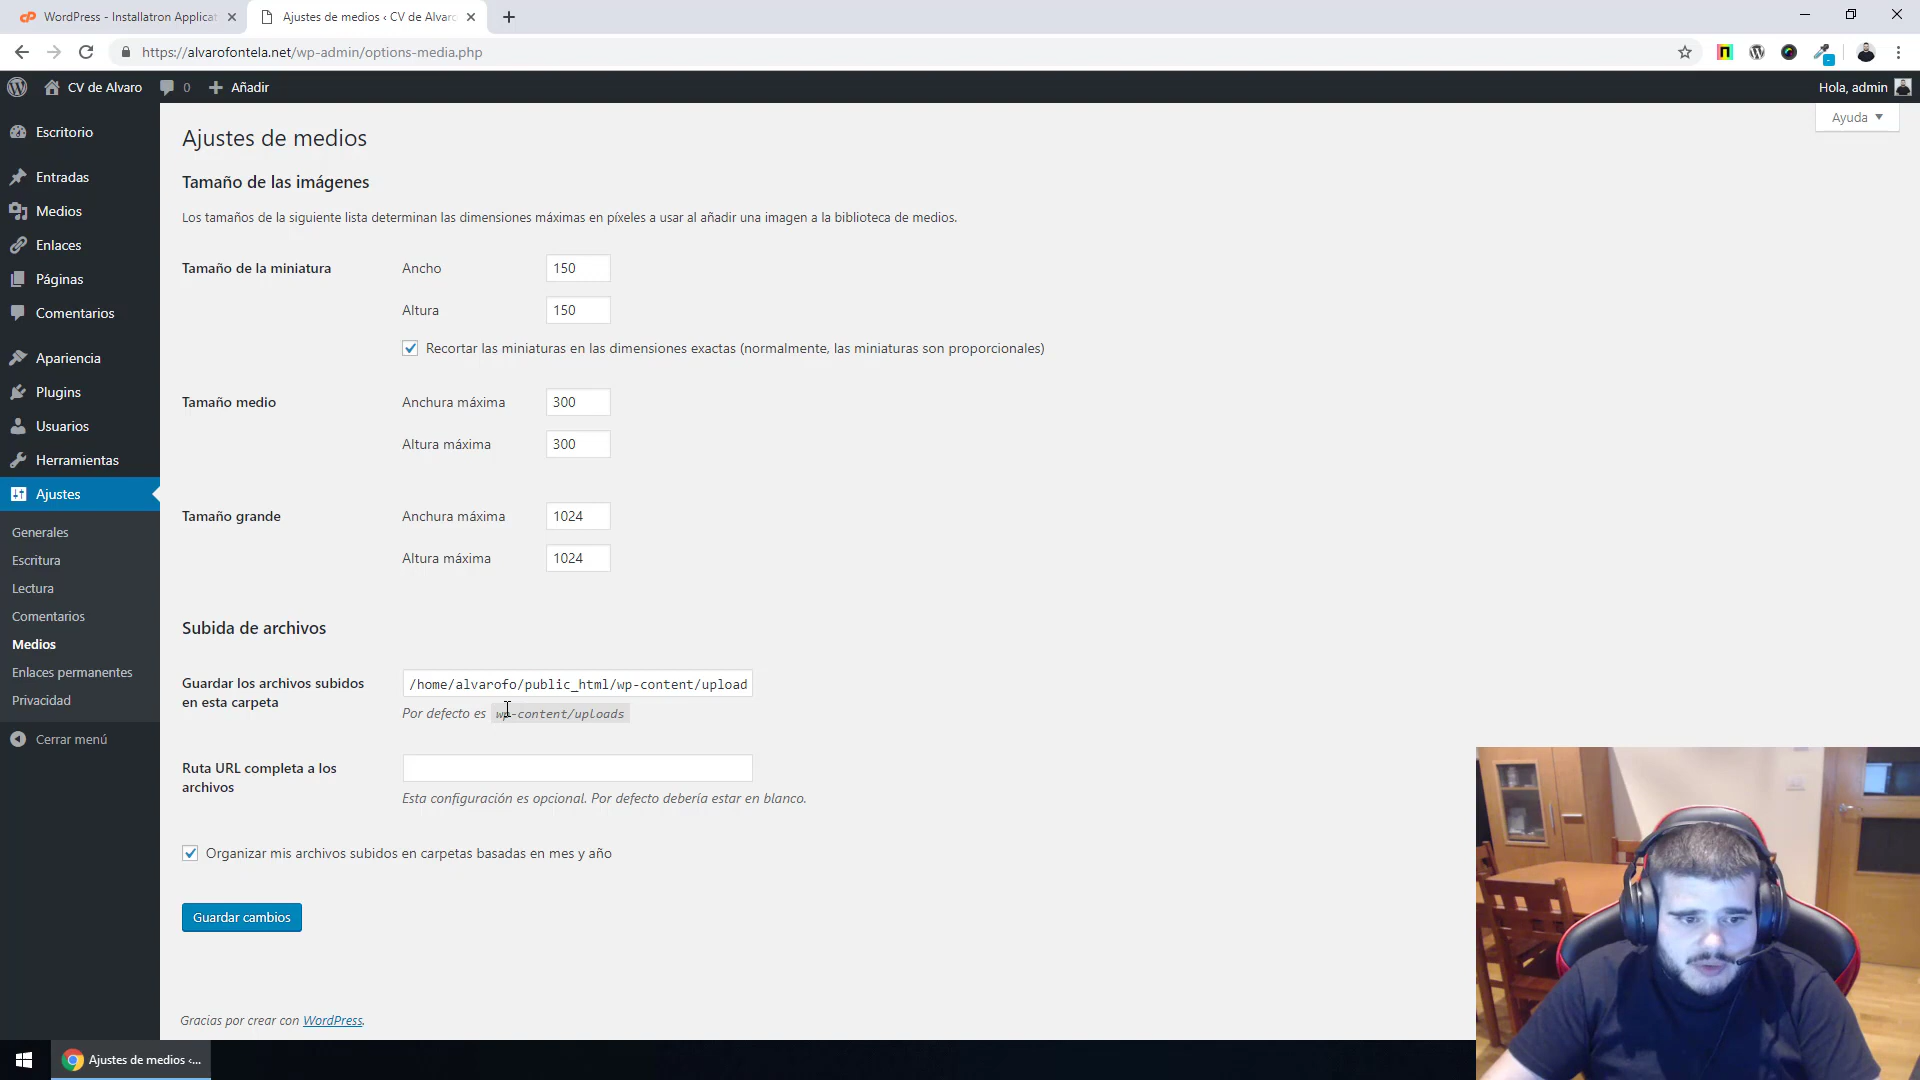 WordPress - Installatron Applicat
Ajustes de medios ‹ CV de Alvaro
https://alvarofontela.net/wp-admin/options-media.php
CV de Alvaro
0
Añadir
Hola, admin
Ayuda
Escritorio
Entradas
Medios
Enlaces
Páginas
Comentarios
Apariencia
Plugins
Usuarios
Herramientas
Ajustes
Generales
Escritura
Lectura
Comentarios
Medios
Enlaces permanentes
Privacidad
Cerrar menú
Ajustes de medios
Tamaño de las imágenes
Los tamaños de la siguiente lista determinan las dimensiones máximas en píxeles a usar al añadir una imagen a la biblioteca de medios.
Tamaño de la miniatura
Ancho 150
Altura 150
Recortar las miniaturas en las dimensiones exactas (normalmente, las miniaturas son proporcionales)
Tamaño medio
Anchura máxima 300
Altura máxima 300
Tamaño grande
Anchura máxima 1024
Altura máxima 1024
Subida de archivos
Guardar los archivos subidos
en esta carpeta
/home/alvarofo/public_html/wp-content/upload
Por defecto es wp-content/uploads
Ruta URL completa a los
archivos
Esta configuración es opcional. Por defecto debería estar en blanco.
Organizar mis archivos subidos en carpetas basadas en mes y año
Guardar cambios
Gracias por crear con WordPress.
Ajustes de medios ‹...